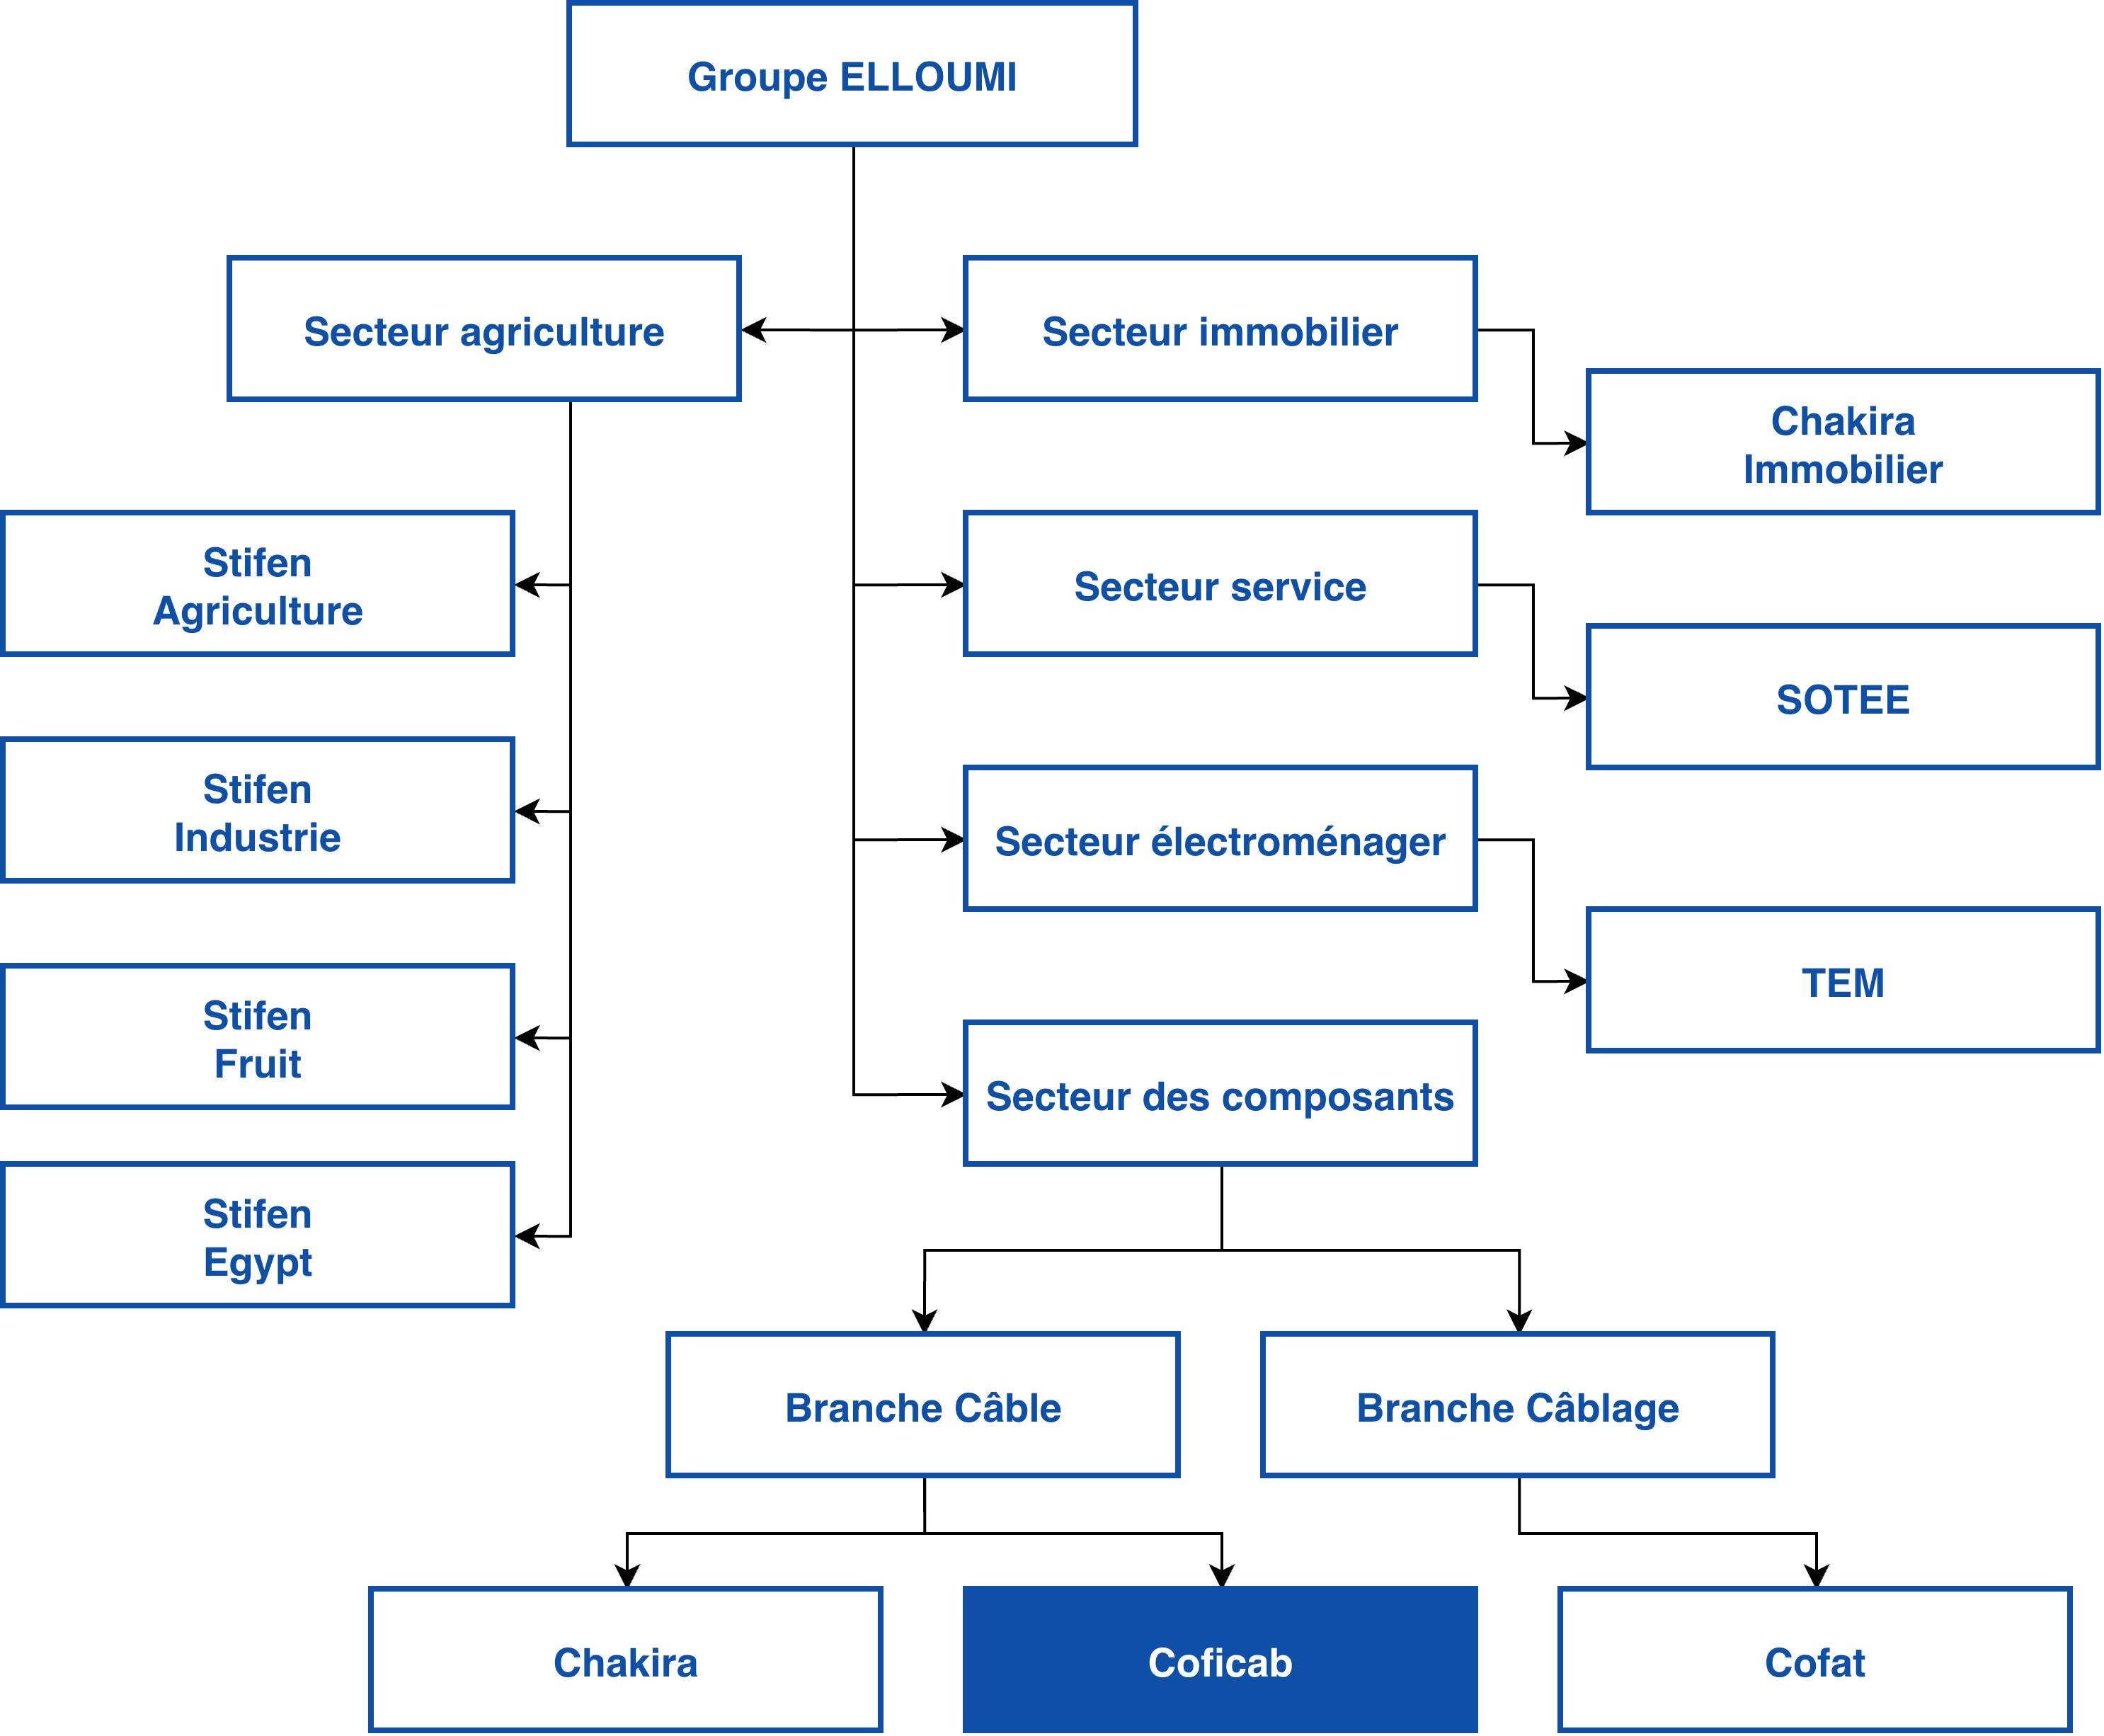 Groupe ELLOUMI
Secteur agriculture
Secteur immobilier
Chakira
Immobilier
Stifen
Agriculture
Secteur service
SOTEE
Stifen
Industrie
Secteur électroménager
TEM
Stifen
Fruit
Secteur des composants
Stifen
Egypt
Branche Câble
Branche Câblage
Chakira
Coficab
Cofat